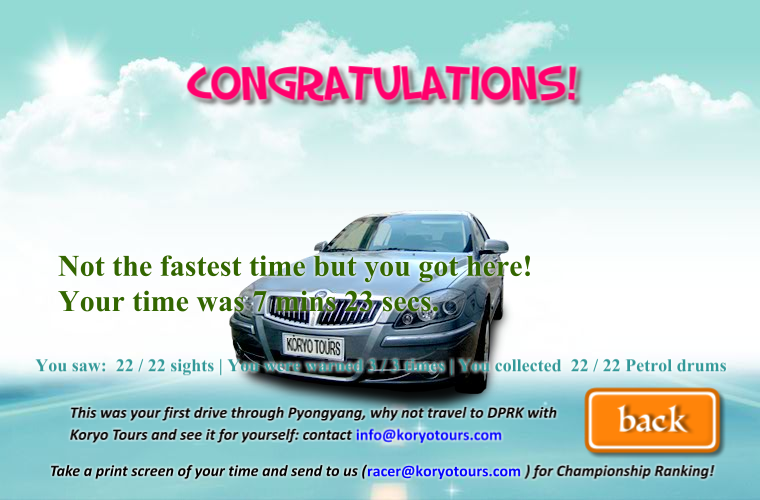 CONGRATULATIONS!
Not the fastest time but you got here!
Your time was 7 mins 23 secs.
KORYO TOURS
You saw: 22 / 22 sights | You were warned 3 / 3 times | You collected 22 / 22 Petrol drums
This was your first drive through Pyongyang, why not travel to DPRK with
Koryo Tours and see it for yourself: contact info@koryotours.com
back
Take a print screen of your time and send to us (racer@koryotours.com ) for Championship Ranking!